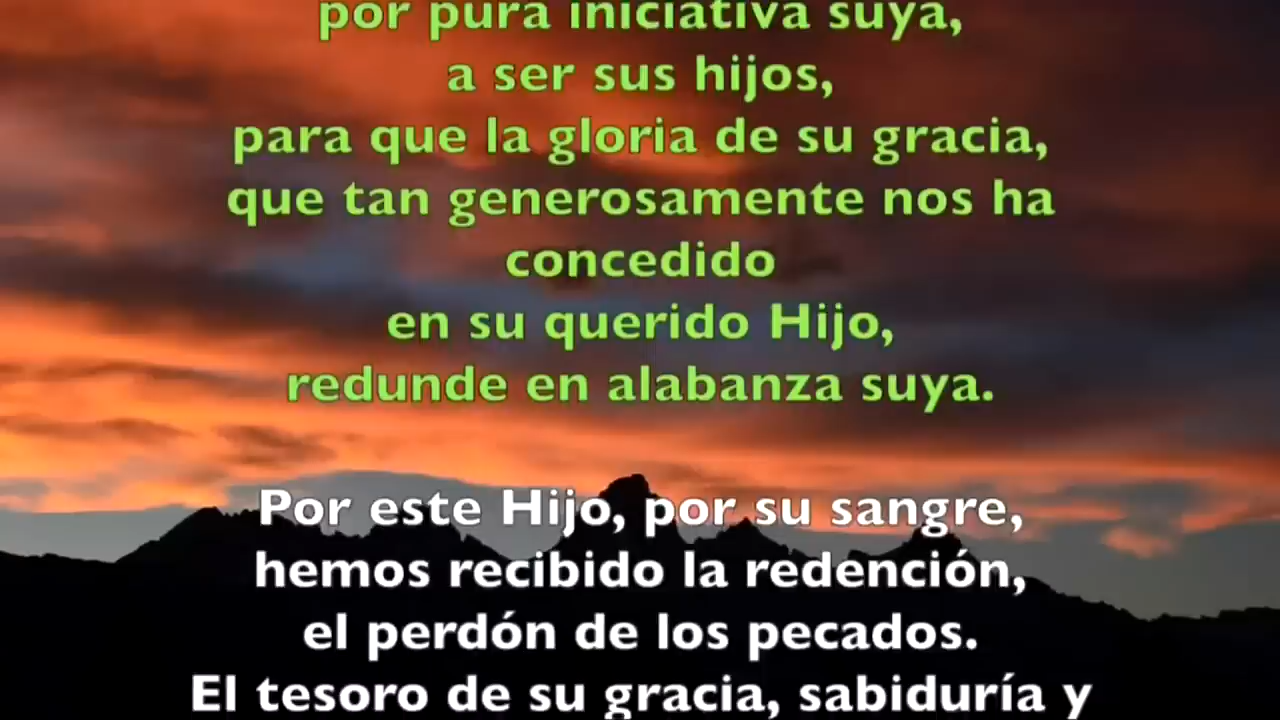 por pura iniciativa suya,
a ser sus hijos,
para que la gloria de su gracia,
que tan generosamente nos ha
concedido
en su querido Hijo,
redunde en alabanza suya.
Por este Hijo, por su sangre,
hemos recibido la redención,
el perdón de los pecados.
El tesoro de su gracia, sabiduría y